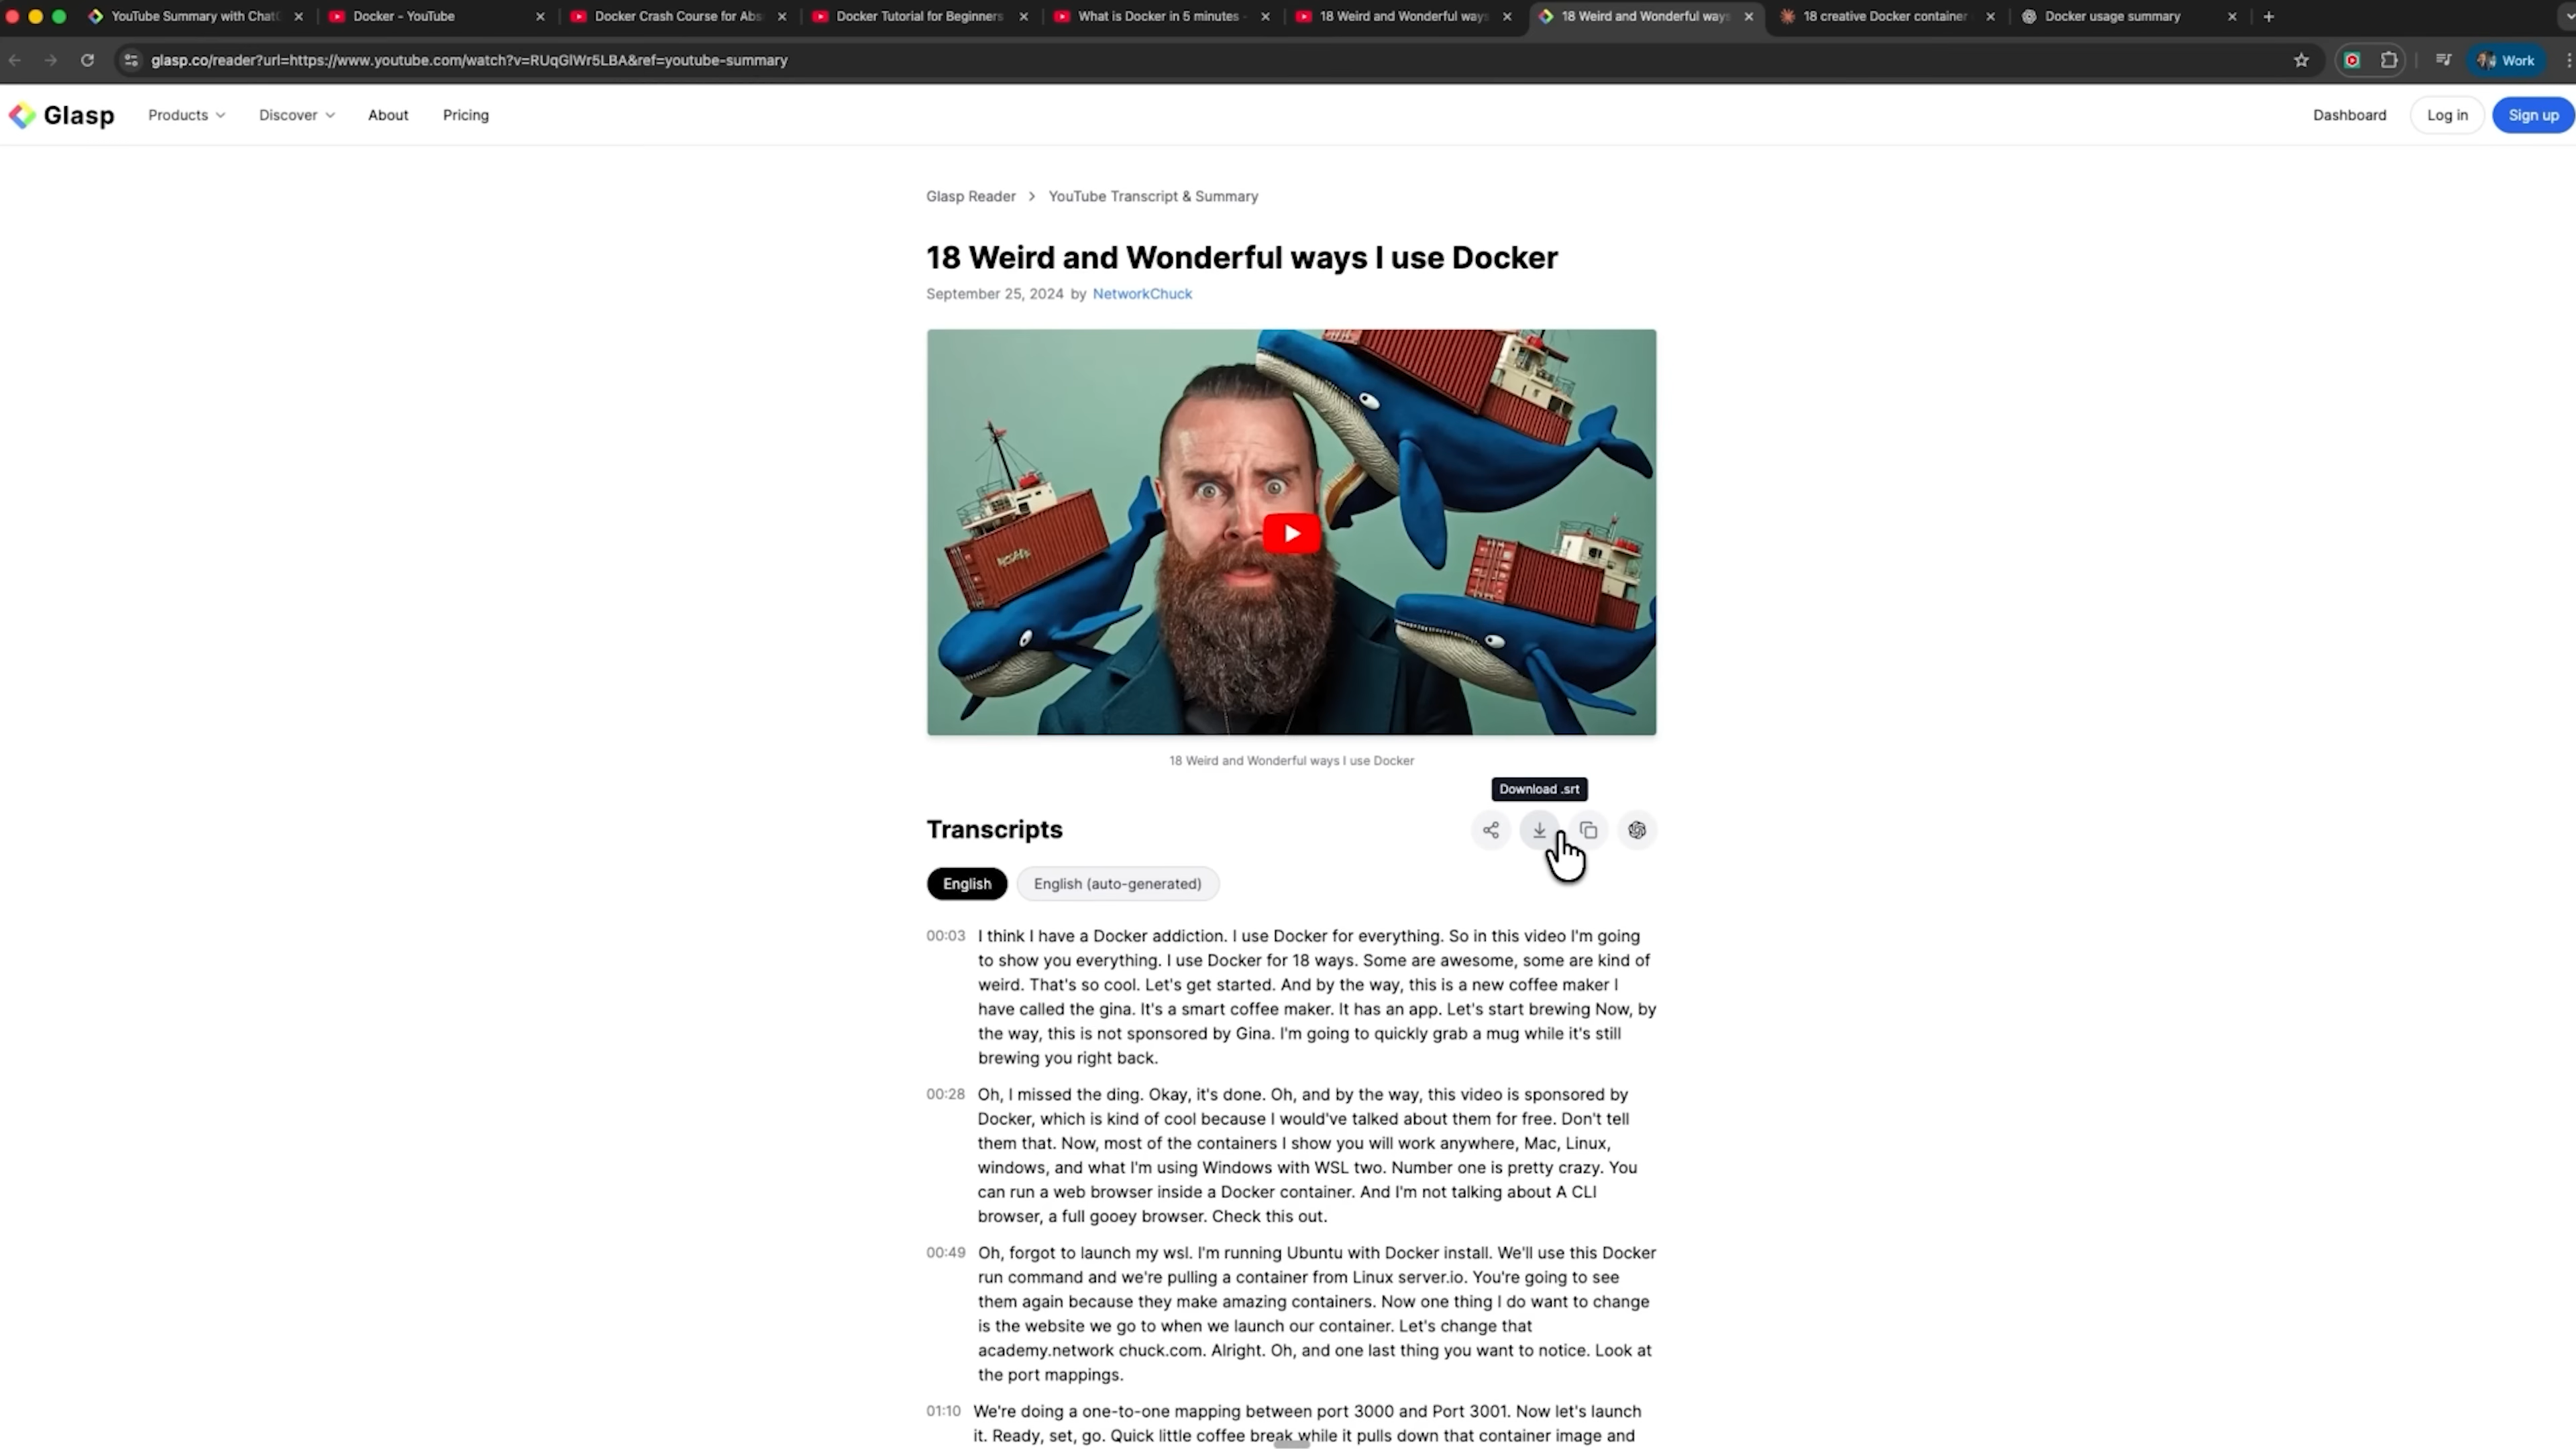 YouTube Summary with Chat
Docker - YouTube
Docker Crash Course for Abs
Docker Tutorial for Beginners
What is Docker in 5 minutes -
18 Weird and Wonderful ways
18 Weird and Wonderful ways
18 creative Docker container
Docker usage summary
glasp.co/reader?url=https://www.youtube.com/watch?v=RUqGlWr5LBA&ref=youtube-summary
Work
Glasp
Products
Discover
About
Pricing
Dashboard
Log in
Sign up
Glasp Reader > YouTube Transcript & Summary
18 Weird and Wonderful ways I use Docker
September 25, 2024 by NetworkChuck
18 Weird and Wonderful ways I use Docker
Download .srt
Transcripts
English
English (auto-generated)
00:03 I think I have a Docker addiction. I use Docker for everything. So in this video I'm going
to show you everything. I use Docker for 18 ways. Some are awesome, some are kind of
weird. That's so cool. Let's get started. And by the way, this is a new coffee maker I
have called the gina. It's a smart coffee maker. It has an app. Let's start brewing Now, by
the way, this is not sponsored by Gina. I'm going to quickly grab a mug while it's still
brewing you right back.
00:28 Oh, I missed the ding. Okay, it's done. Oh, and by the way, this video is sponsored by
Docker, which is kind of cool because I would've talked about them for free. Don't tell
them that. Now, most of the containers I show you will work anywhere, Mac, Linux,
windows, and what I'm using Windows with WSL two. Number one is pretty crazy. You
can run a web browser inside a Docker container. And I'm not talking about A CLI
browser, a full gooey browser. Check this out.
00:49 Oh, forgot to launch my wsl. I'm running Ubuntu with Docker install. We'll use this Docker
run command and we're pulling a container from Linux server.io. You're going to see
them again because they make amazing containers. Now one thing I do want to change
is the website we go to when we launch our container. Let's change that
academy.network chuck.com. Alright. Oh, and one last thing you want to notice. Look at
the port mappings.
01:10 We're doing a one-to-one mapping between port 3000 and Port 3001. Now let's launch
it. Ready, set, go. Quick little coffee break while it pulls down that container image and